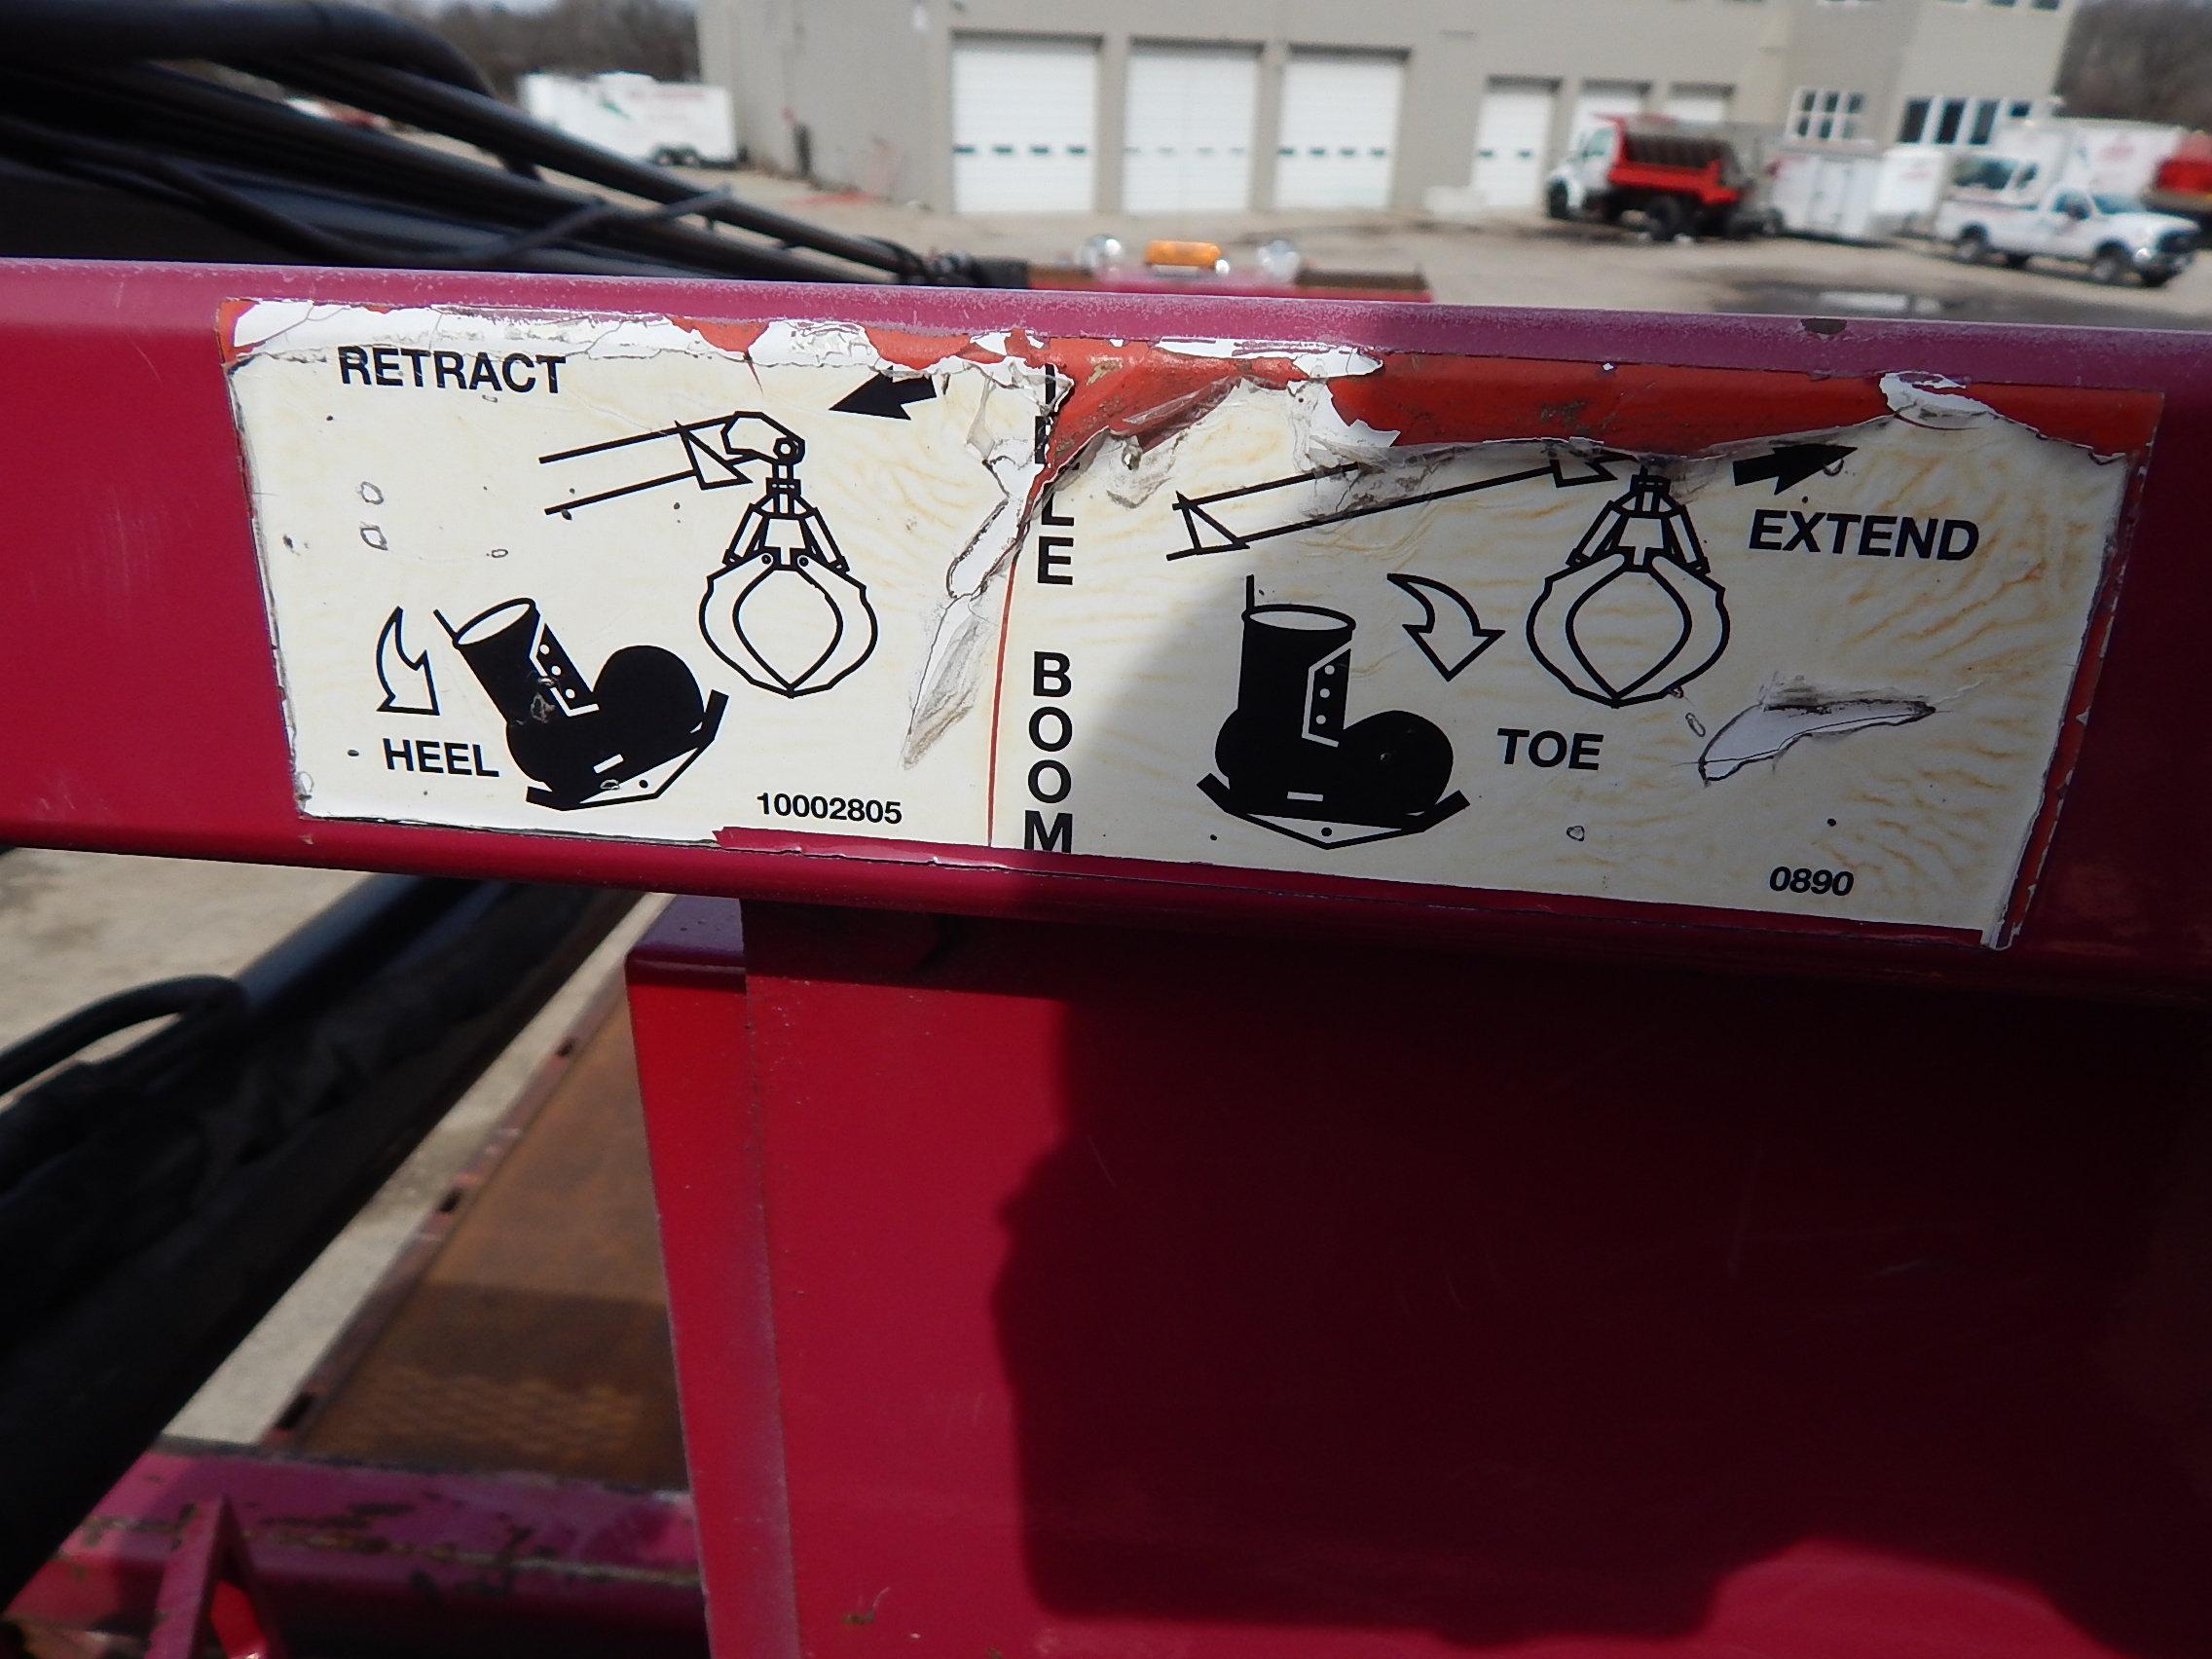 RETRACT
HEEL
10002805
LE
BOOM
EXTEND
TOE
0890